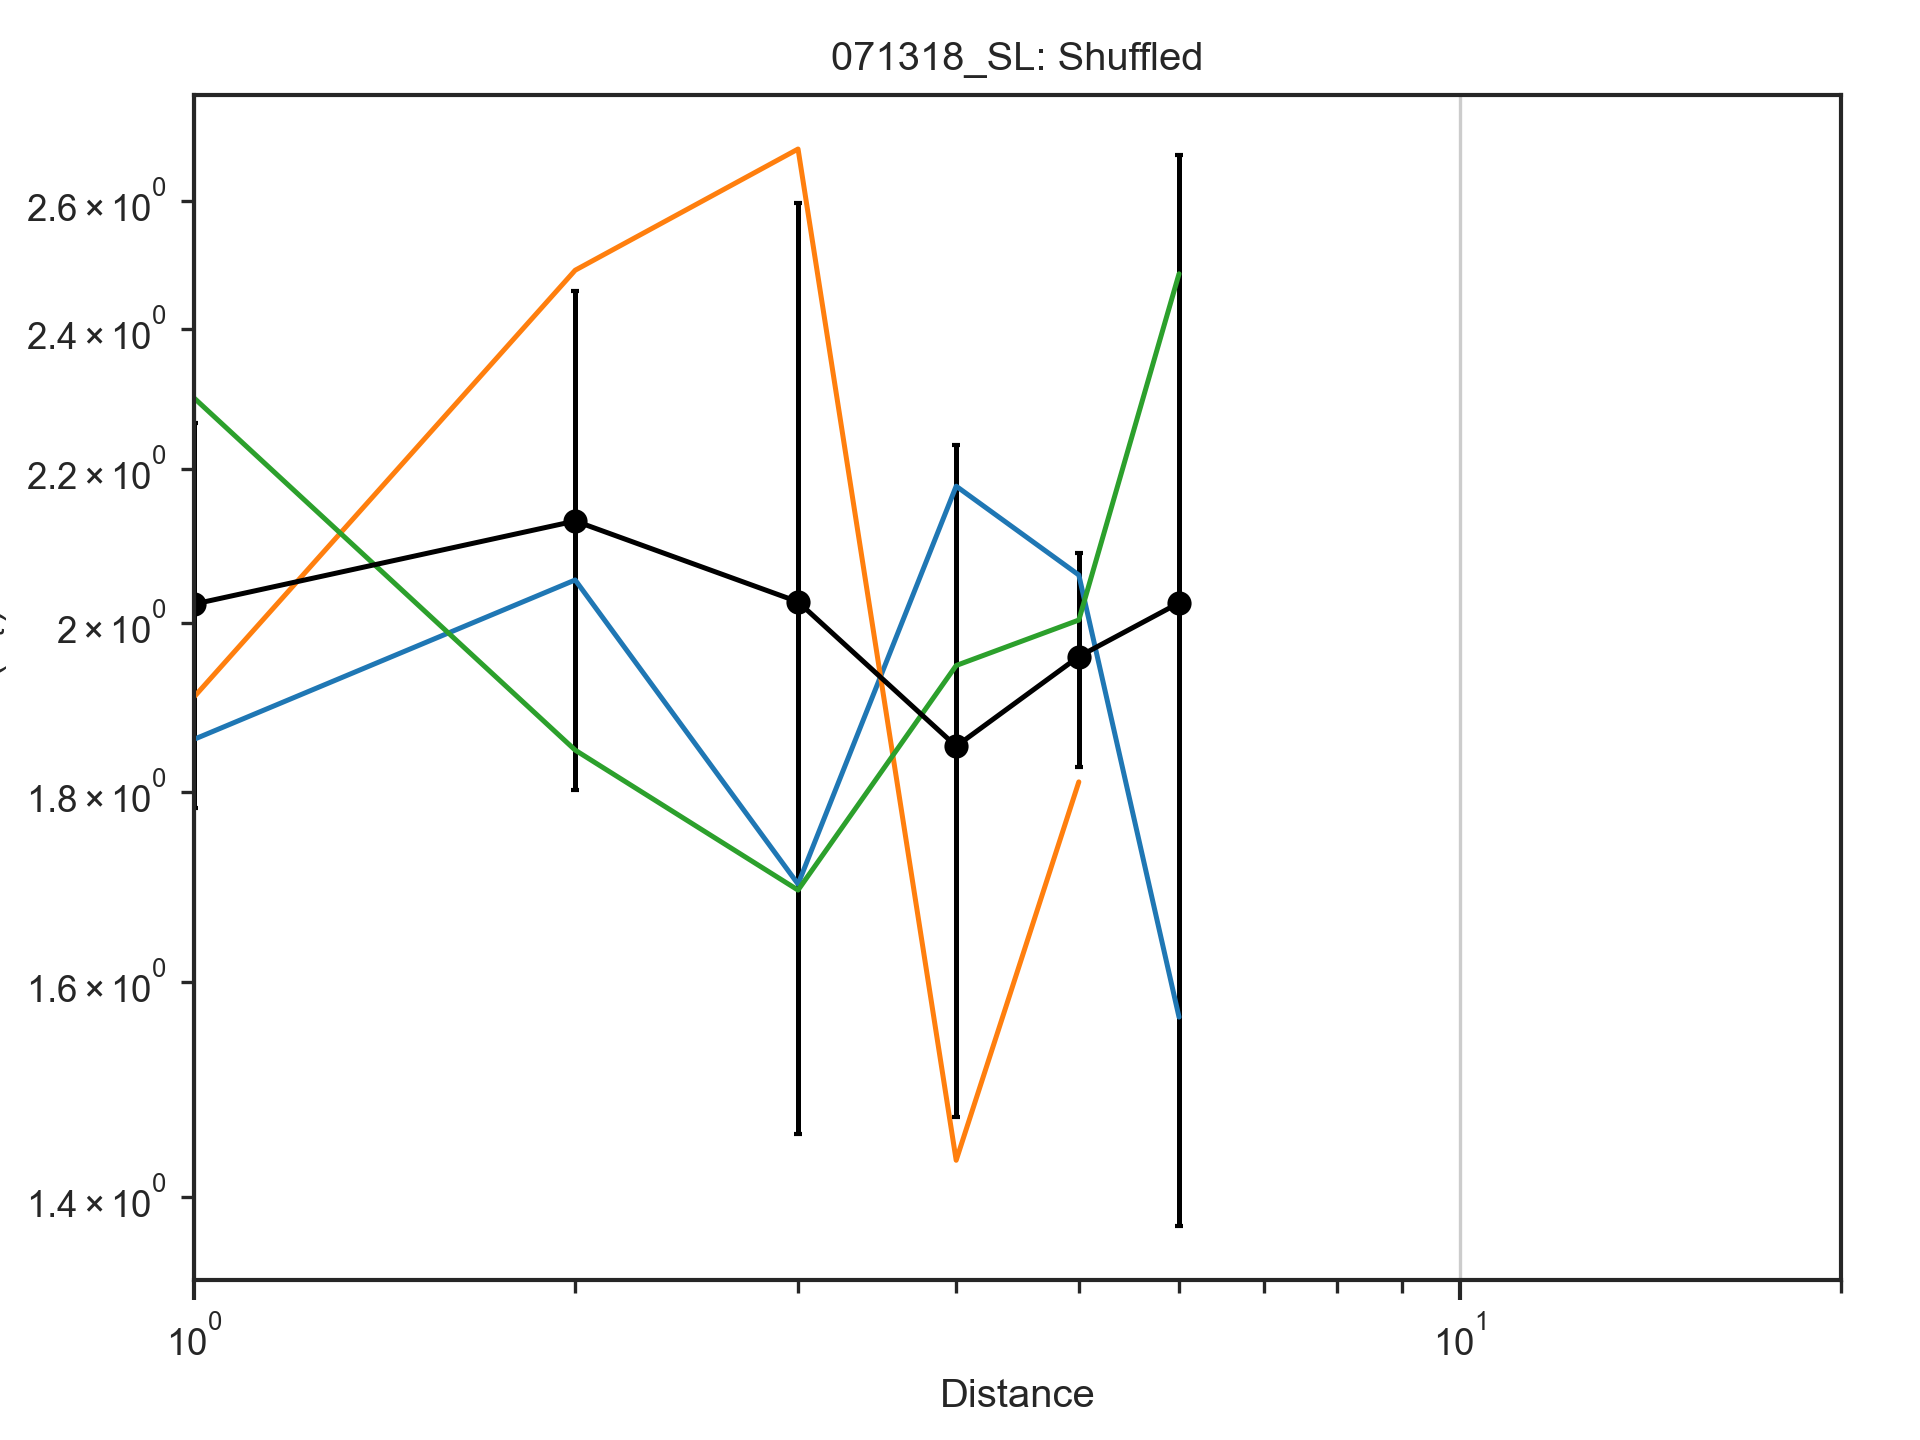 071318_SL: Shuffled
2.6 × 10⁰
2.4 × 10⁰
2.2 × 10⁰
2 × 10⁰
1.8 × 10⁰
1.6 × 10⁰
1.4 × 10⁰
10⁰ 10¹
Distance